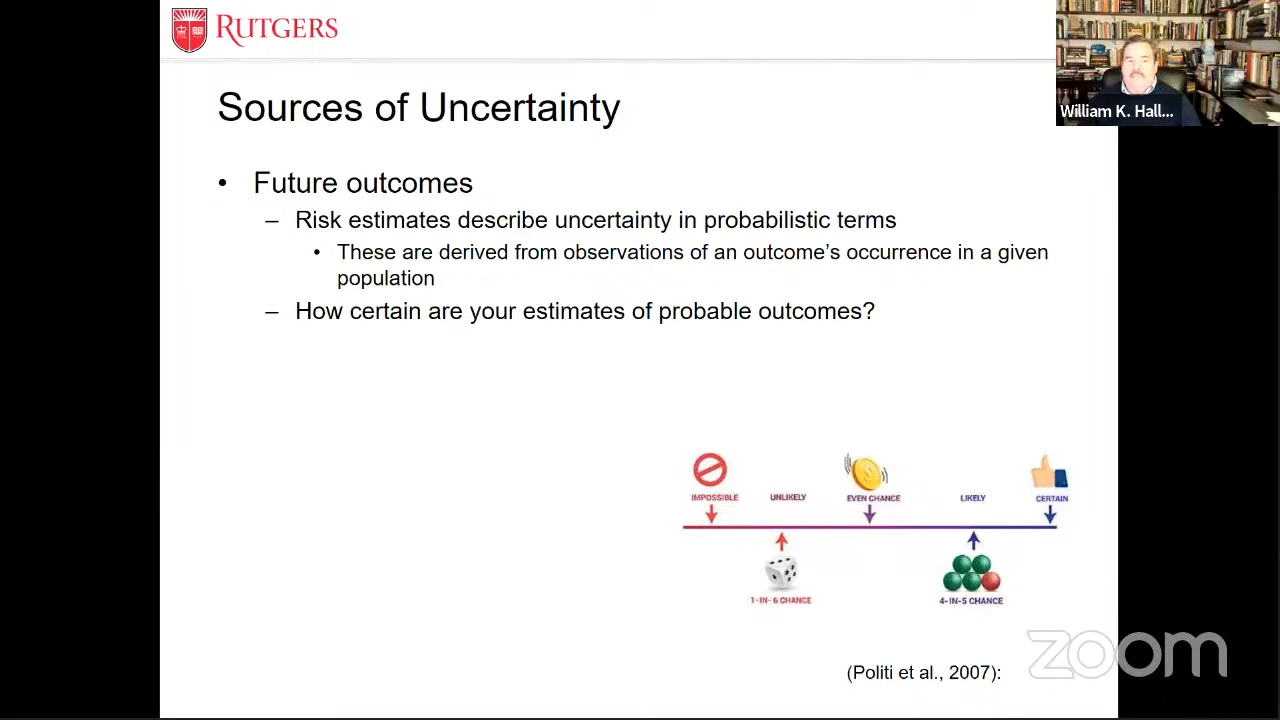 RUTGERS
William K. Hall...
Sources of Uncertainty
• Future outcomes
– Risk estimates describe uncertainty in probabilistic terms
• These are derived from observations of an outcome's occurrence in a given
population
– How certain are your estimates of probable outcomes?
IMPOSSIBLE UNLIKELY EVEN CHANCE LIKELY CERTAIN
1-IN-6 CHANCE 4-IN-5 CHANCE
zoom
(Politi et al., 2007):